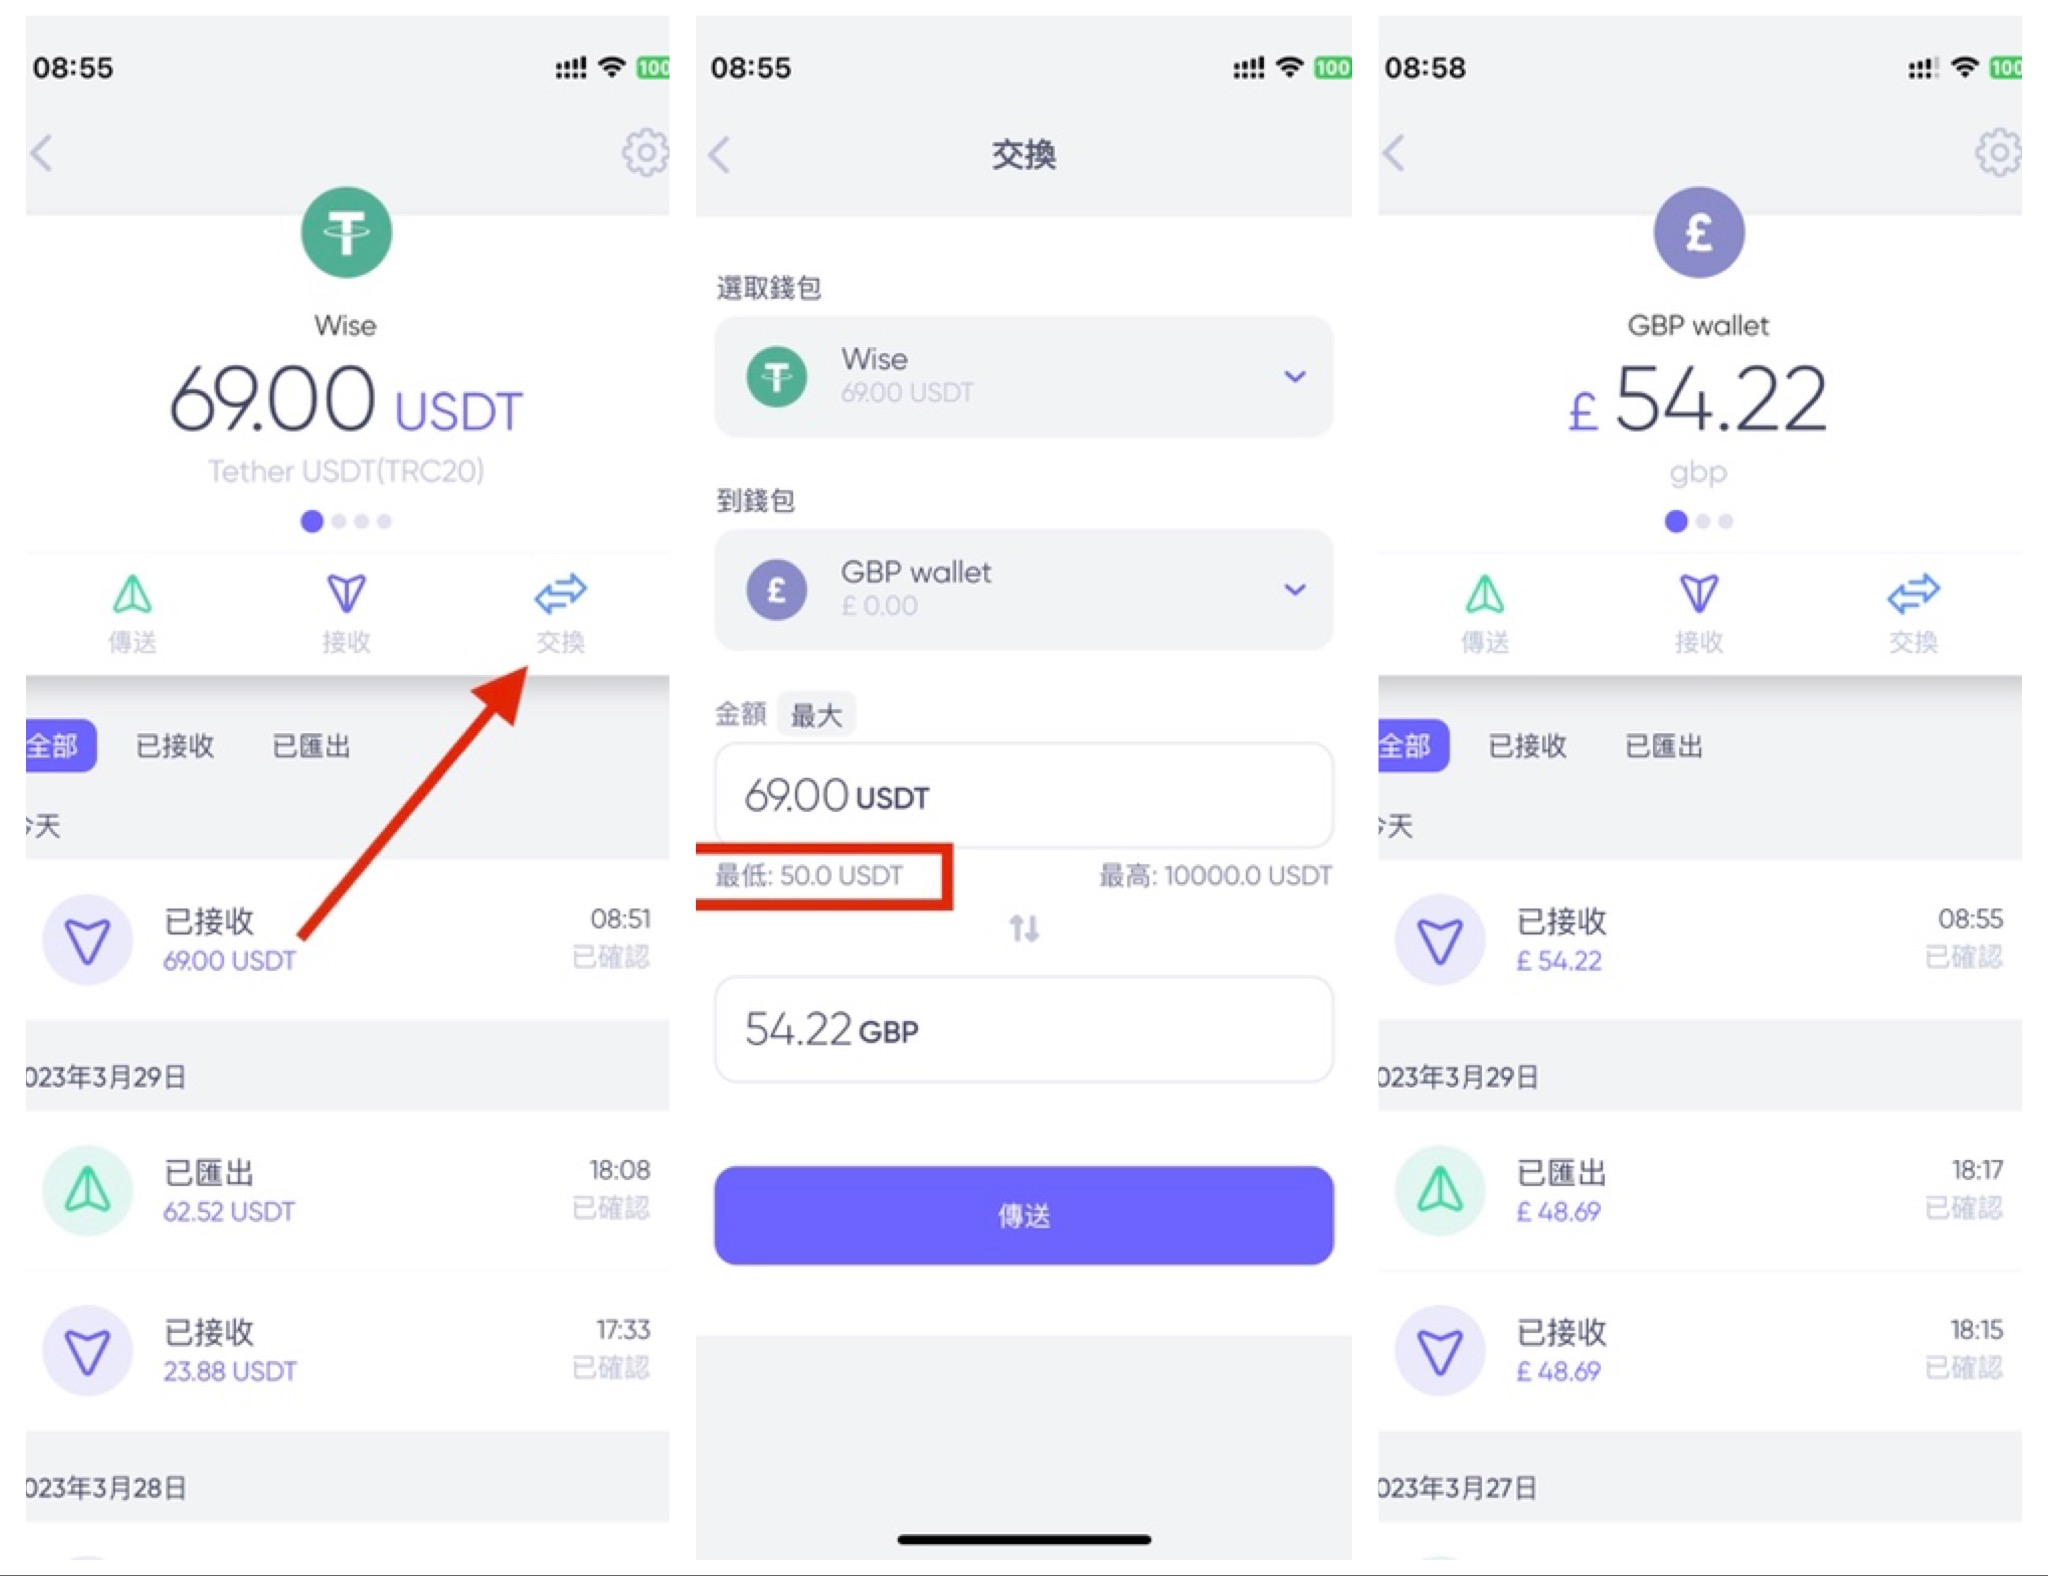 08:55
100
Wise
69.00 USDT
Tether USDT(TRC20)
傳送
接收
交換
全部
已接收
已匯出
今天
已接收
08:51
69.00 USDT
已確認
023年3月29日
已匯出
18:08
62.52 USDT
已確認
已接收
17:33
23.88 USDT
已確認
023年3月28日
08:55
100
交換
選取錢包
Wise
69.00 USDT
到錢包
GBP wallet
£ 0.00
金額 最大
69.00 USDT
最低: 50.0 USDT
最高: 10000.0 USDT
54.22 GBP
傳送
08:58
100
£
GBP wallet
£ 54.22
gbp
傳送
接收
交換
全部
已接收
已匯出
今天
已接收
08:55
£ 54.22
已確認
023年3月29日
已匯出
18:17
£ 48.69
已確認
已接收
18:15
£ 48.69
已確認
023年3月27日